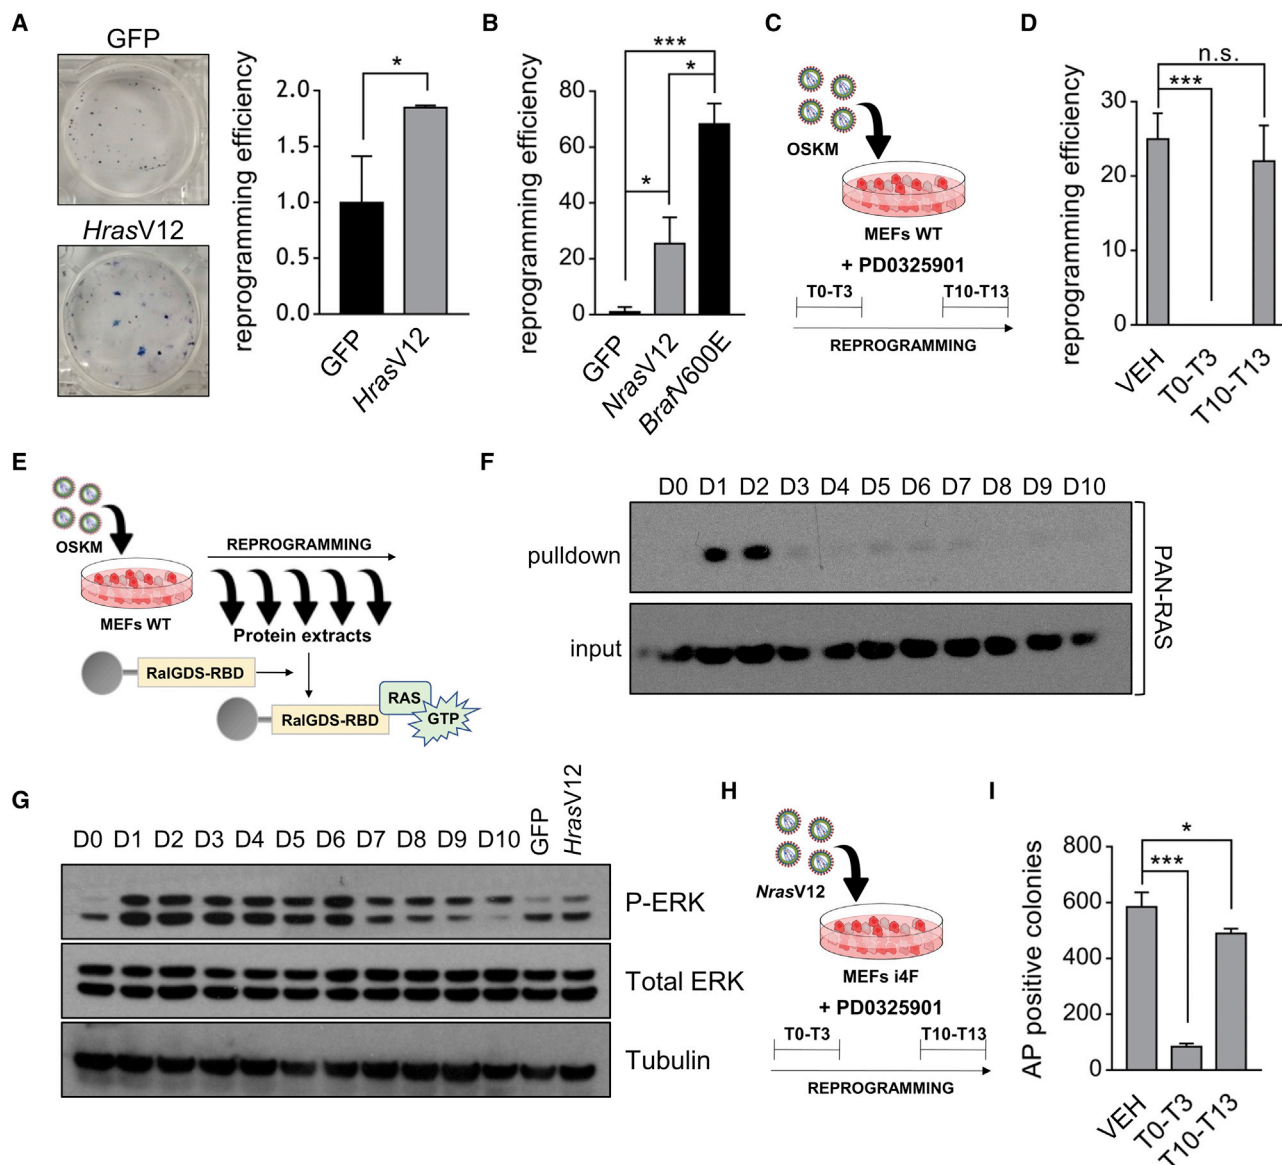 A
GFP
HrasV12
reprogramming efficiency
2.0
1.5
1.0
0.5
0.0
*
GFP
HrasV12
B
reprogramming efficiency
80
60
40
20
0
***
*
*
GFP
NrasV12
BrafV600E
C
OSKM
MEFs WT
+ PD0325901
T0-T3
T10-T13
REPROGRAMMING
D
reprogramming efficiency
30
20
10
0
n.s.
***
VEH
T0-T3
T10-T13
E
OSKM
REPROGRAMMING
MEFs WT
Protein extracts
RalGDS-RBD
RalGDS-RBD
RAS
GTP
F
D0 D1 D2 D3 D4 D5 D6 D7 D8 D9 D10
pulldown
input
PAN-RAS
G
D0 D1 D2 D3 D4 D5 D6 D7 D8 D9 D10 GFP HrasV12
P-ERK
Total ERK
Tubulin
H
NrasV12
MEFs i4F
+ PD0325901
T0-T3
T10-T13
REPROGRAMMING
I
AP positive colonies
800
600
400
200
0
*
***
VEH
T0-T3
T10-T13